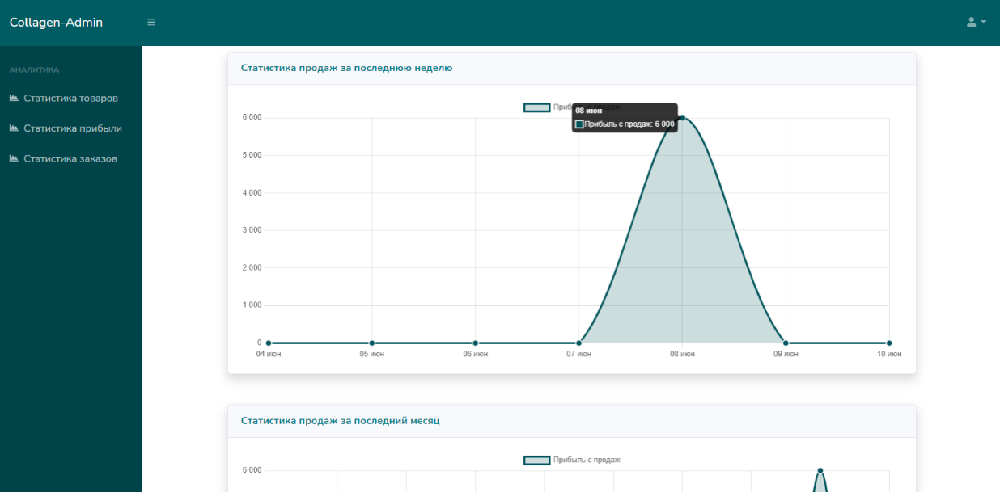 Collagen-Admin
АНАЛИТИКА
Статистика товаров
Статистика прибыли
Статистика заказов
Статистика продаж за последнюю неделю
08 июн
Прибыль с продаж: 6 000
6 000
5 000
4 000
3 000
2 000
1 000
0
04 июн 05 июн 06 июн 07 июн 08 июн 09 июн 10 июн
Статистика продаж за последний месяц
Прибыль с продаж
6 000